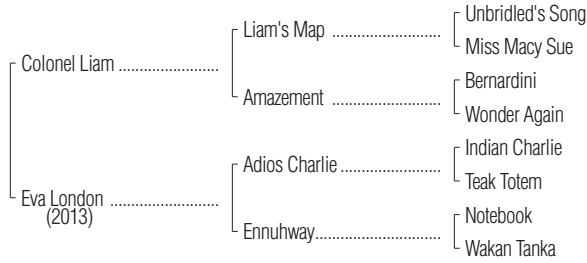 Unbridled's Song
Liam's Map ..............................
Miss Macy Sue
Colonel Liam ..........................
Bernardini
Amazement ..............................
Wonder Again
Indian Charlie
Adios Charlie ............................
Teak Totem
Eva London ............................
(2013)
Notebook
Ennuhway..................................
Wakan Tanka